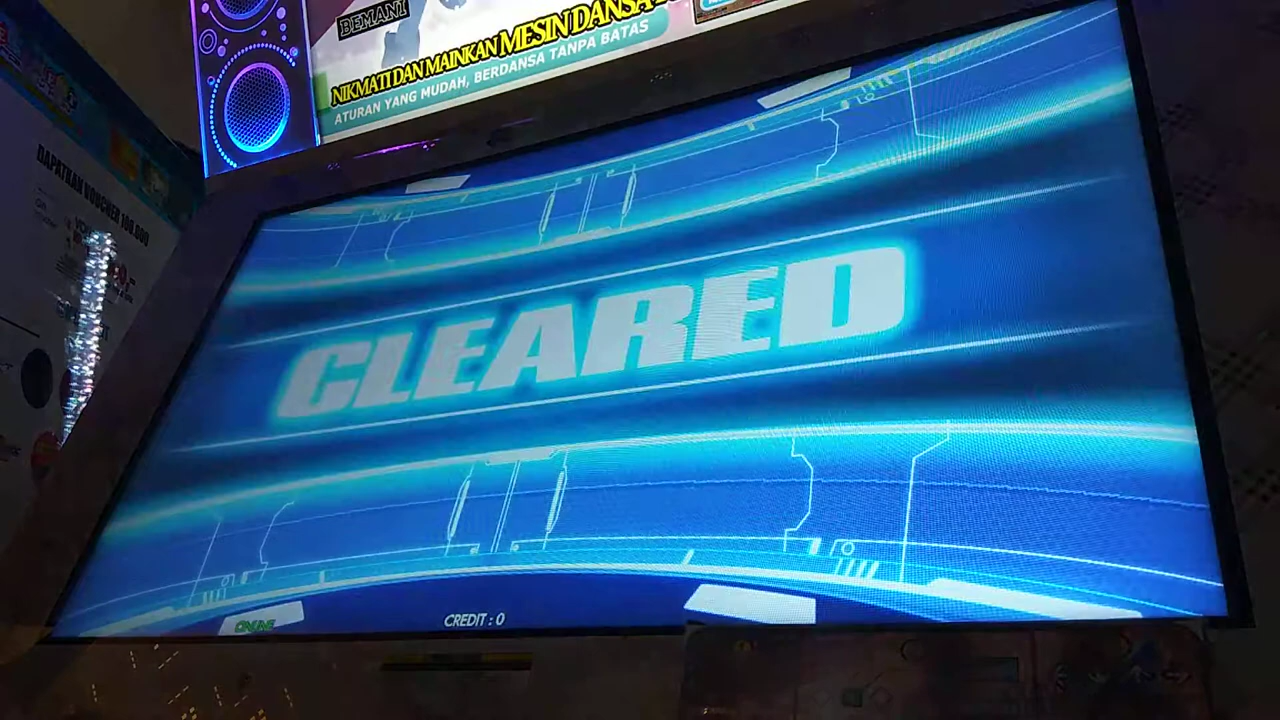 BEMANI
NIKMATI DAN MAINKAN MESIN DANSA
ATURAN YANG MUDAH, BERDANSA TANPA BATAS
DAPATKAN VOUCHER 100.000
CLEARED
ONLINE
CREDIT : 0